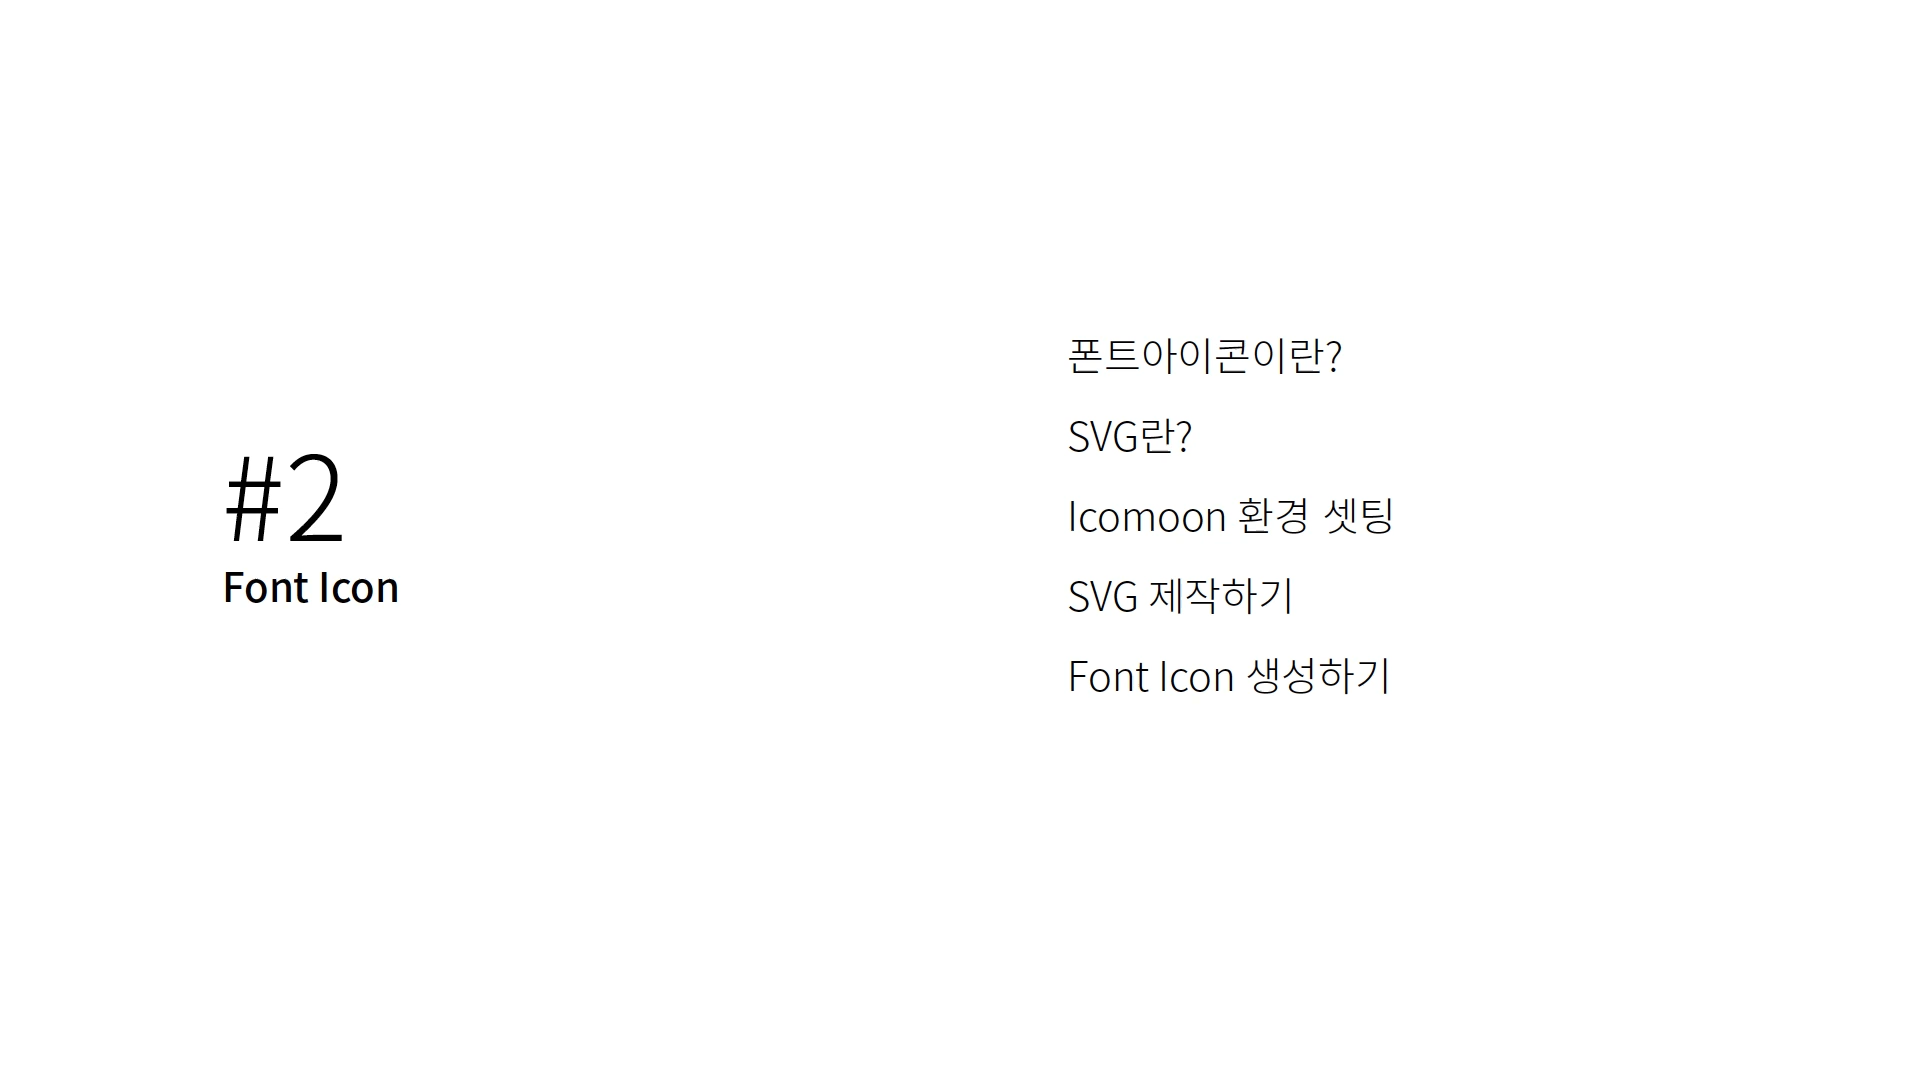 #2
Font Icon
폰트아이콘이란?
SVG란?
Icomoon 환경 셋팅
SVG 제작하기
Font Icon 생성하기